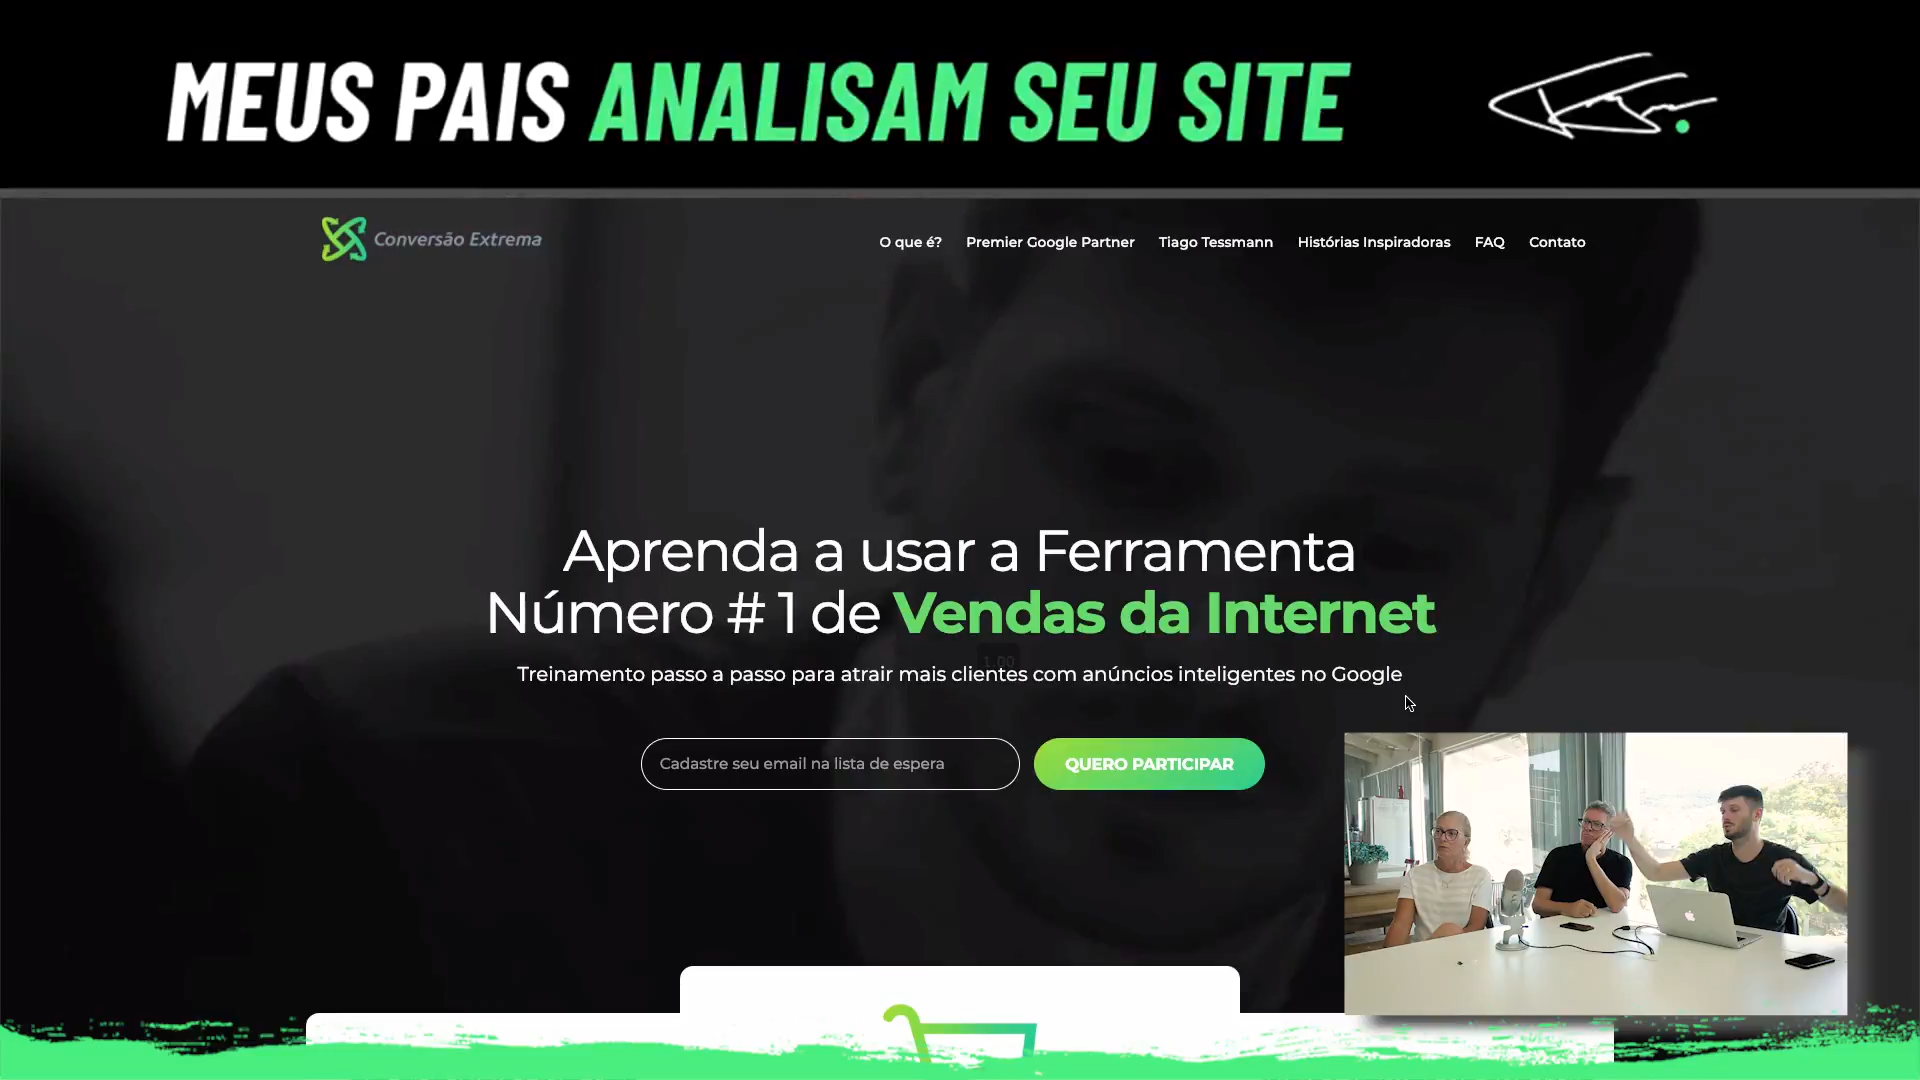 MEUS PAIS ANALISAM SEU SITE
Conversão Extrema
O que é? Premier Google Partner Tiago Tessmann Histórias Inspiradoras FAQ Contato
Aprenda a usar a Ferramenta
Número # 1 de Vendas da Internet
1.00
Treinamento passo a passo para atrair mais clientes com anúncios inteligentes no Google
Cadastre seu email na lista de espera QUERO PARTICIPAR